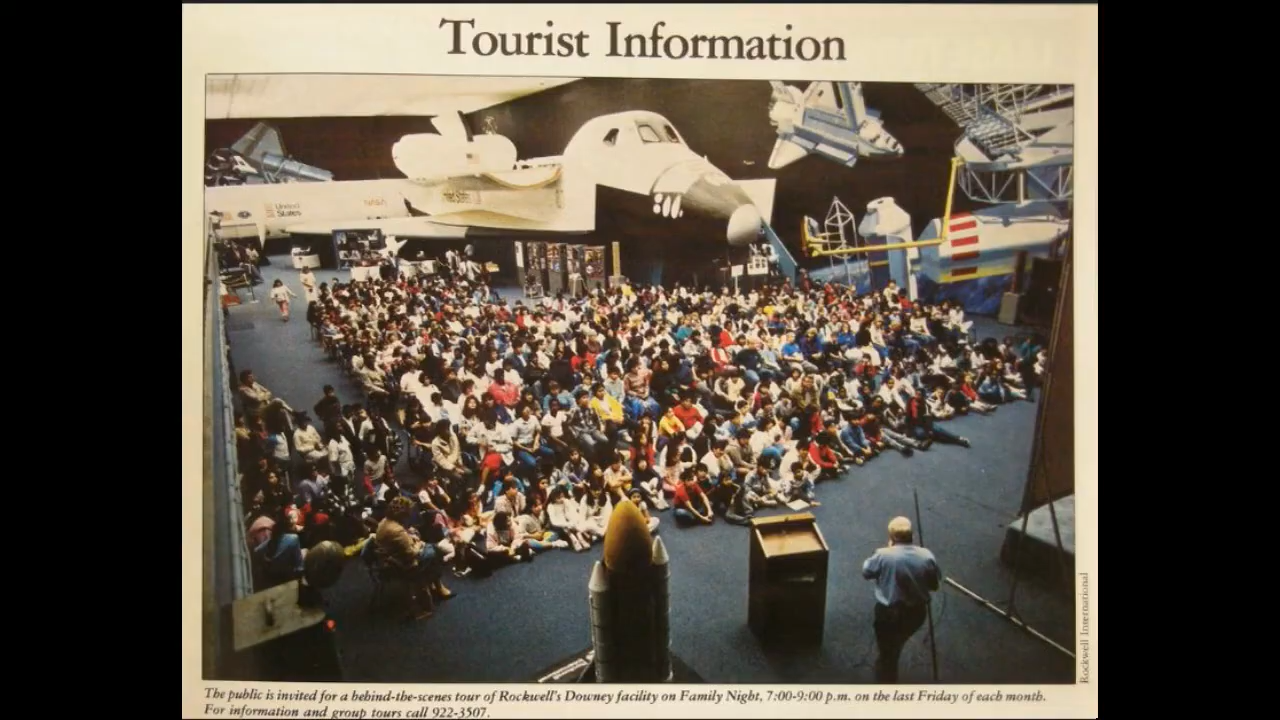 Tourist Information
United
States
NASA
United States
Rockwell International
The public is invited for a behind-the-scenes tour of Rockwell's Downey facility on Family Night, 7:00-9:00 p.m. on the last Friday of each month.
For information and group tours call 922-3507.